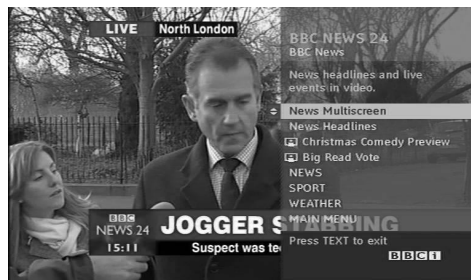 LIVE North London
BBC NEWS 24
BBC News
News headlines and live
events in video.
News Multiscreen
News Headlines
Christmas Comedy Preview
Big Read Vote
NEWS
SPORT
WEATHER
MAIN MENU
Press TEXT to exit
BBC 1
BBC
NEWS 24
15:11
JOGGER STABBING
Suspect was